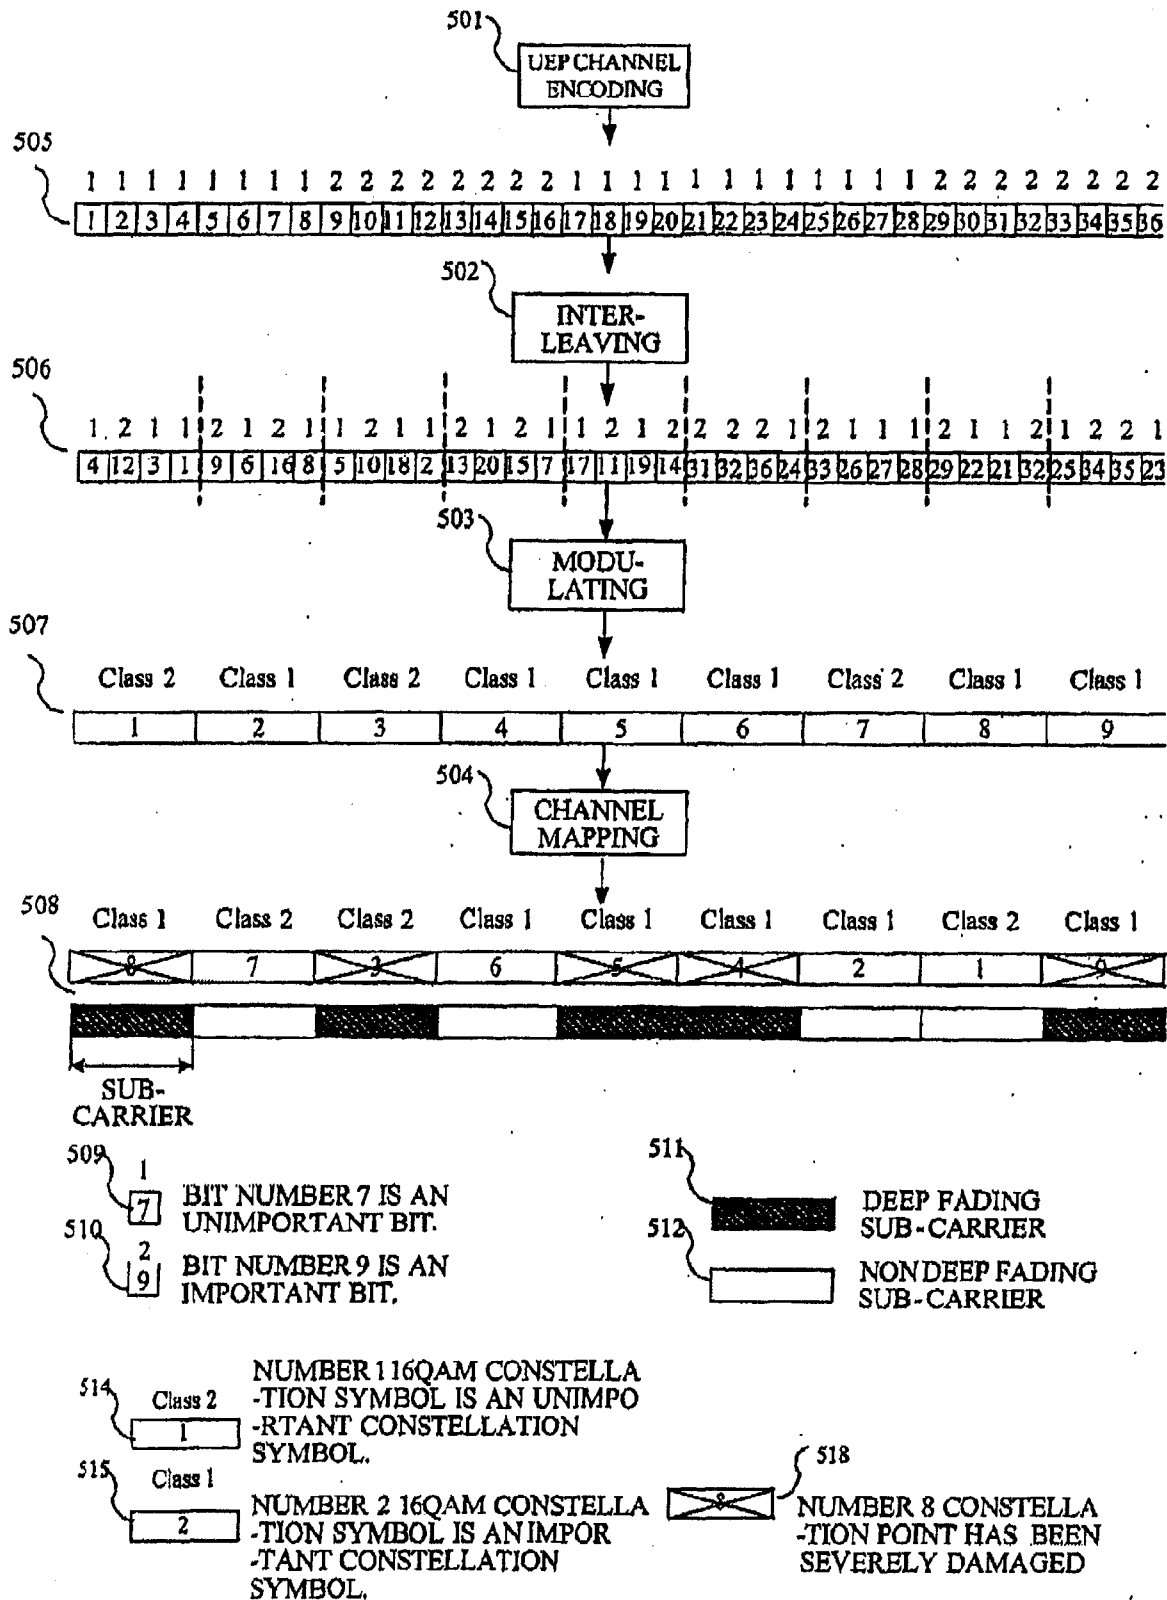 501
UEP CHANNEL
ENCODING
505
1 1 1 1 1 1 1 1 2 2 2 2 2 2 2 2 1 1 1 1 1 1 1 1 1 1 1 1 2 2 2 2 2 2 2 2
1 2 3 4 5 6 7 8 9 10 11 12 13 14 15 16 17 18 19 20 21 22 23 24 25 26 27 28 29 30 31 32 33 34 35 36
502
INTER-
LEAVING
506
1 2 1 1 2 1 2 1 1 2 1 1 2 1 2 1 1 2 1 2 2 2 2 1 2 1 1 1 2 1 1 2 1 2 2 1
4 12 3 1 9 6 16 8 5 10 18 2 13 20 15 7 17 11 19 14 31 32 36 24 33 26 27 28 29 22 21 32 25 34 35 23
503
MODU-
LATING
507
Class 2 Class 1 Class 2 Class 1 Class 1 Class 1 Class 2 Class 1 Class 1
1 2 3 4 5 6 7 8 9
504
CHANNEL
MAPPING
508
Class 1 Class 2 Class 2 Class 1 Class 1 Class 1 Class 1 Class 2 Class 1
8 7 3 6 5 4 2 1 9
SUB-
CARRIER
509
1
7
BIT NUMBER 7 IS AN
UNIMPORTANT BIT.
510
2
9
BIT NUMBER 9 IS AN
IMPORTANT BIT.
511
DEEP FADING
SUB-CARRIER
512
NON DEEP FADING
SUB-CARRIER
514
Class 2
1
NUMBER 1 16QAM CONSTELLA
-TION SYMBOL IS AN UNIMPO
-RTANT CONSTELLATION
SYMBOL.
515
Class 1
2
NUMBER 2 16QAM CONSTELLA
-TION SYMBOL IS AN IMPOR
-TANT CONSTELLATION
SYMBOL.
518
8
NUMBER 8 CONSTELLA
-TION POINT HAS BEEN
SEVERELY DAMAGED